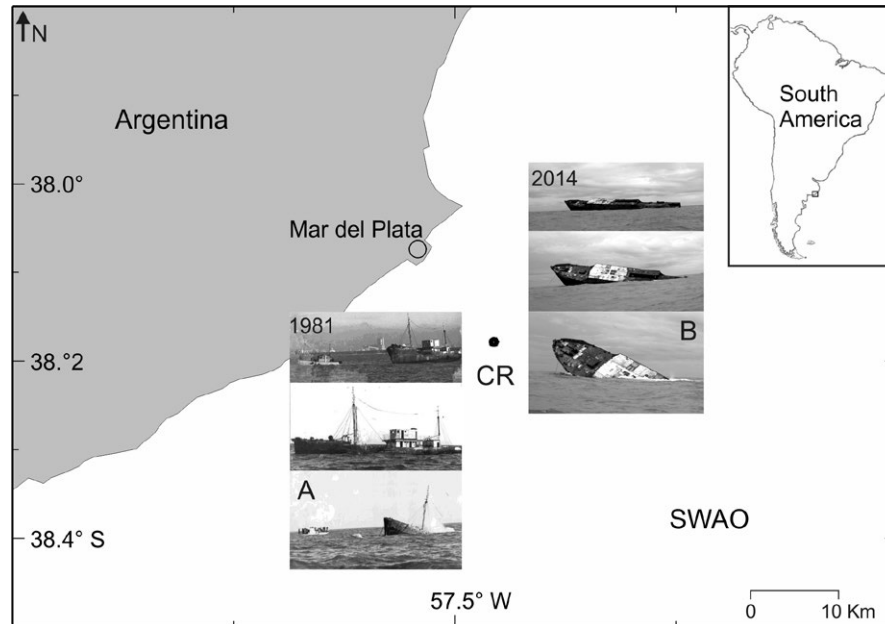 N
Argentina
South
America
38.0°
2014
Mar del Plata
1981
B
38.°2
CR
A
SWAO
38.4° S
57.5° W
0 10 Km